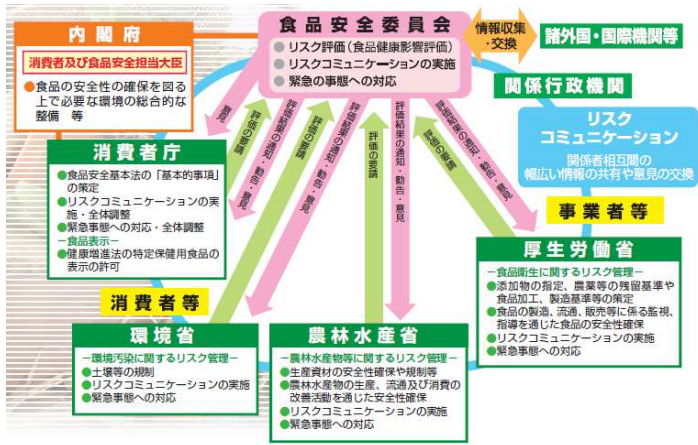 食品安全委員会
●リスク評価(食品健康影響評価)
●リスクコミュニケーションの実施
●緊急の事態への対応
情報収集
・交換
諸外国・国際機関等
内閣府
消費者及び食品安全担当大臣
●食品の安全性の確保を図る
上で必要な環境の総合的な
整備 等
関係行政機関
リスク
コミュニケーション
関係者相互間の
幅広い情報の共有や意見の交換
意見
評価の要請
評価結果の通知・勧告・意見
評価の要請
評価結果の通知・勧告・意見
評価の要請
評価結果の通知・勧告・意見
評価の要請
評価結果の通知・勧告・意見
消費者庁
●食品安全基本法の「基本的事項」
の策定
●リスクコミュニケーションの実
施・全体調整
●緊急事態への対応・全体調整
−食品表示−
●健康増進法の特定保健用食品の
表示の許可
事業者等
厚生労働省
−食品衛生に関するリスク管理−
●添加物の指定、農薬等の残留基準や
食品加工、製造基準等の策定
●食品の製造、流通、販売等に係る監視、
指導を通じた食品の安全性確保
●リスクコミュニケーションの実施
●緊急事態への対応
消費者等
環境省
−環境汚染に関するリスク管理−
●土壌等の規制
●リスクコミュニケーションの実施
●緊急事態への対応
農林水産省
−農林水産物等に関するリスク管理−
●生産資材の安全性確保や規制等
●農林水産物の生産、流通及び消費の
改善活動を通じた安全性確保
●リスクコミュニケーションの実施
●緊急事態への対応